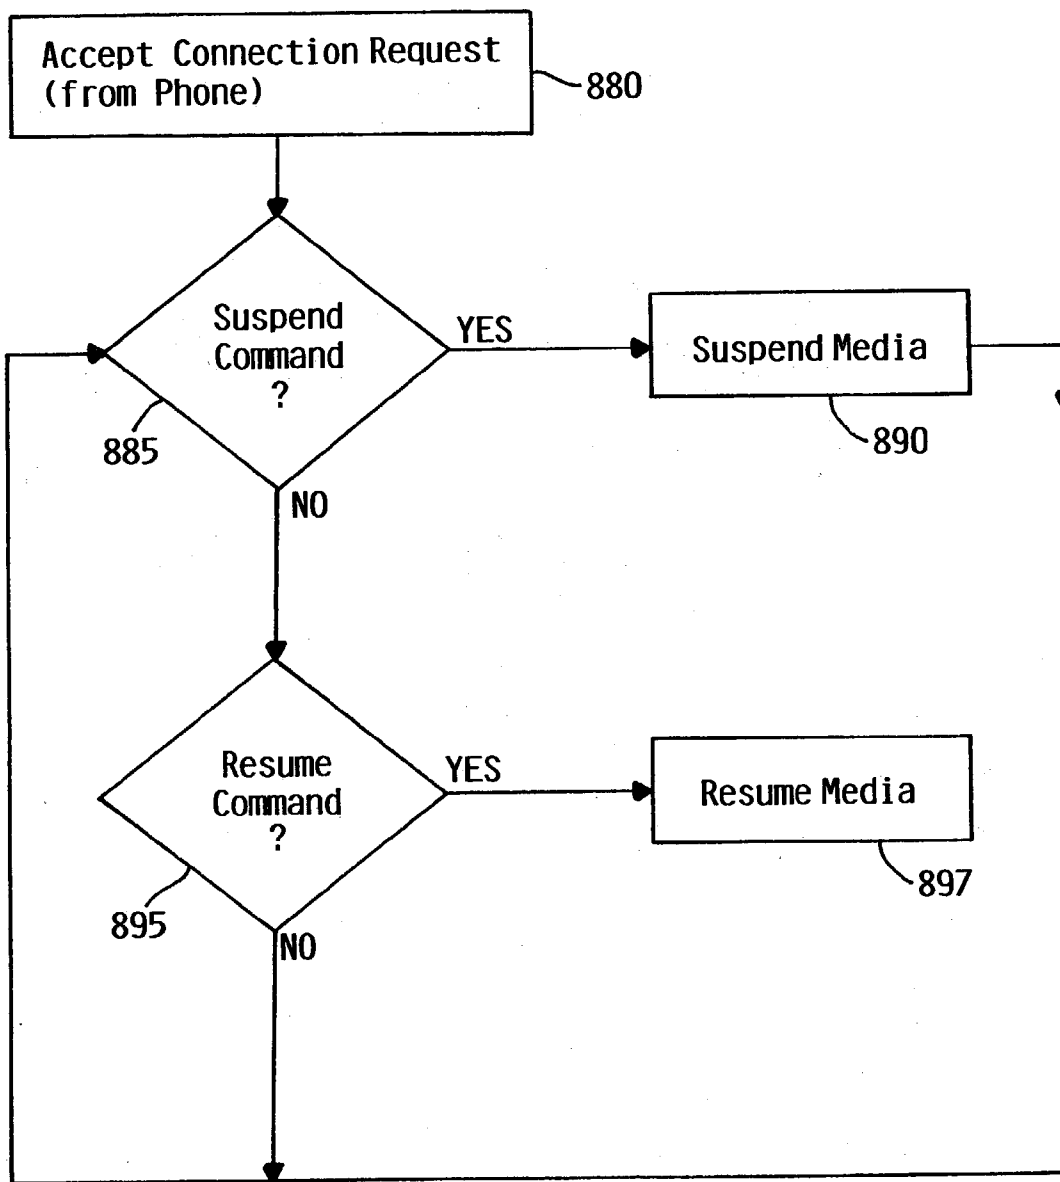 Accept Connection Request
(from Phone)
880
Suspend
Command
?
YES
885
NO
Suspend Media
890
Resume
Command
?
YES
895
NO
Resume Media
897